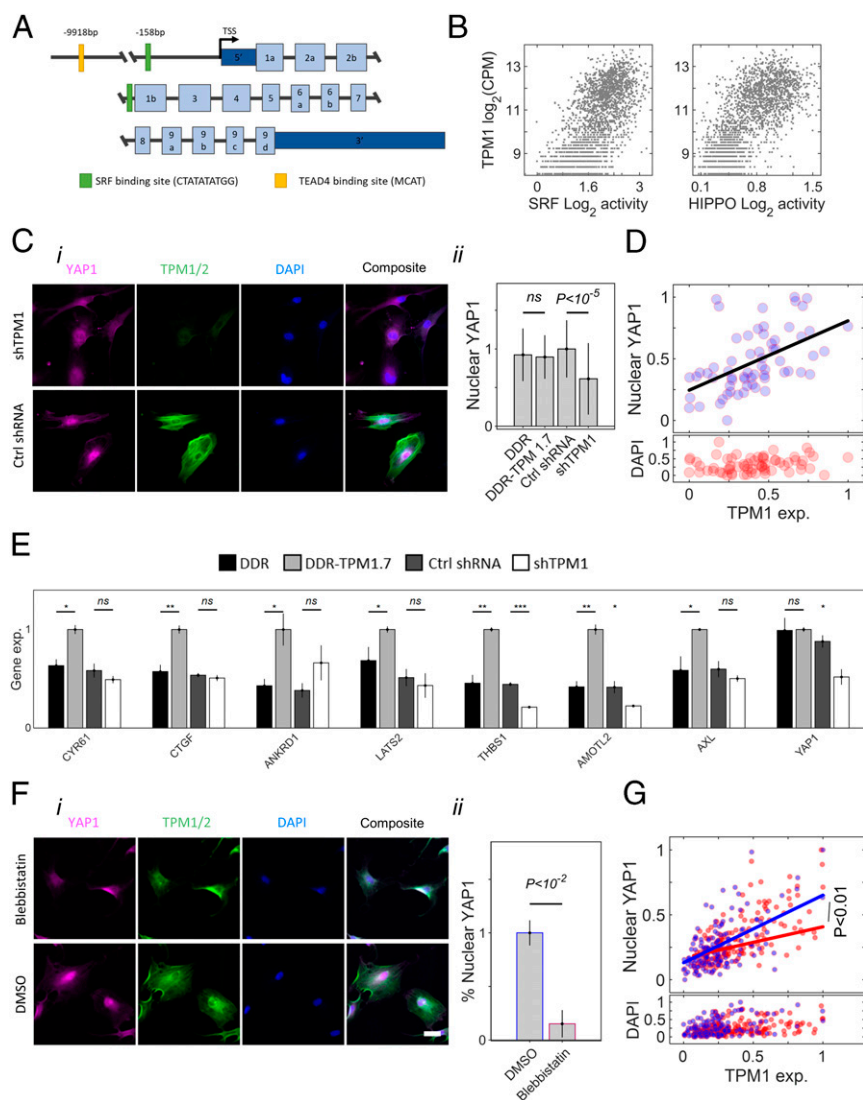 A
-9918bp
-158bp
TSS
5'
1a
2a
2b
1b
3
4
5
6
a
6
b
7
8
9
a
9
b
9
c
9
d
3'
SRF binding site (CTATATATGG)
TEAD4 binding site (MCAT)
B
TPM1 log2(CPM)
13
12
11
10
9
0
1.6
3
SRF Log2 activity
13
12
11
10
9
0.1
0.8
1.5
HIPPO Log2 activity
C
i
YAP1
TPM1/2
DAPI
Composite
shTPM1
Ctrl shRNA
ii
Nuclear YAP1
ns
P<10-5
1
0
DDR
DDR-TPM 1.7
Ctrl shRNA
shTPM1
D
Nuclear YAP1
1
0.5
0
DAPI
1
0.5
0
0
0.5
1
TPM1 exp.
E
DDR
DDR-TPM1.7
Ctrl shRNA
shTPM1
Gene exp.
1
0
* ns
** ns
* ns
* ns
** ***
** *
* ns
ns *
CYR61
CTGF
ANKRD1
LATS2
THBS1
AMOTL2
AXL
YAP1
F
i
YAP1
TPM1/2
DAPI
Composite
Blebbistatin
DMSO
ii
% Nuclear YAP1
P<10-2
1
0
DMSO
Blebbistatin
G
Nuclear YAP1
1
0.5
0
P<0.01
DAPI
1
0.5
0
0
0.5
1
TPM1 exp.